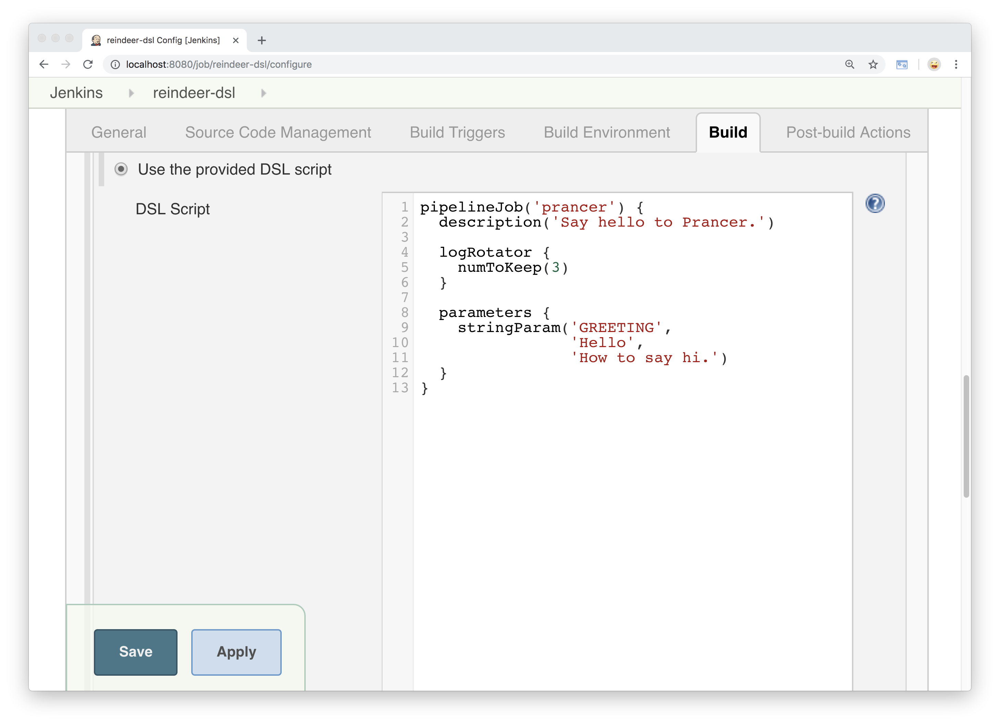 reindeer-dsl Config [Jenkins]
localhost:8080/job/reindeer-dsl/configure
Jenkins reindeer-dsl
General Source Code Management Build Triggers Build Environment Build Post-build Actions
Use the provided DSL script
DSL Script
1 pipelineJob('prancer') {
2   description('Say hello to Prancer.')
3
4   logRotator {
5     numToKeep(3)
6   }
7
8   parameters {
9     stringParam('GREETING',
10                 'Hello',
11                 'How to say hi.')
12   }
13 }
Save Apply